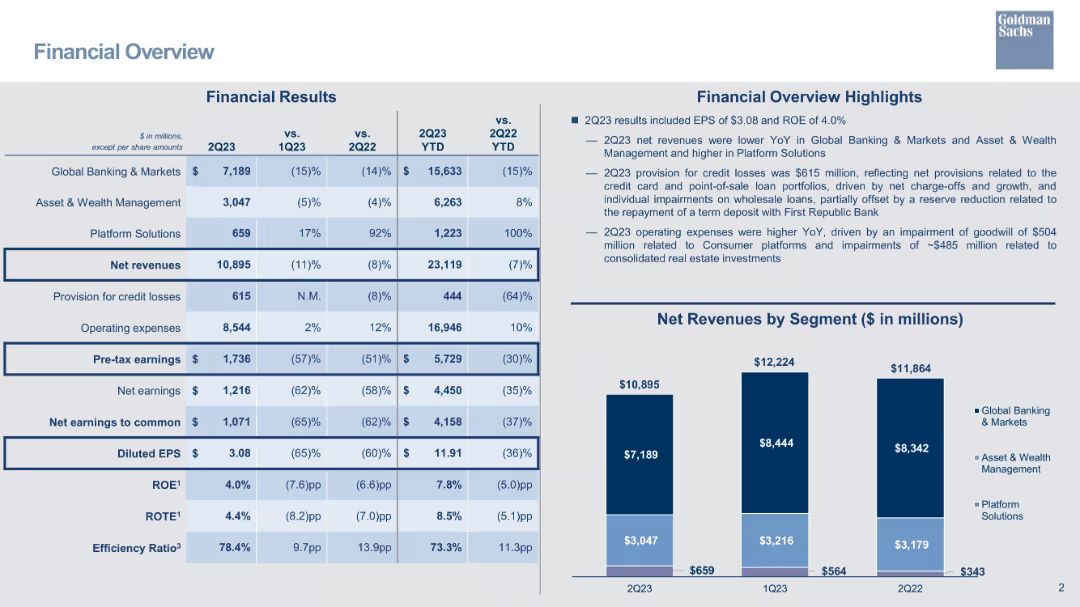 Goldman
Sachs
Financial Overview
Financial Results
$ in millions,
except per share amounts
2Q23
vs.
1Q23
vs.
2Q22
2Q23
YTD
vs.
2Q22
YTD
Global Banking & Markets $ 7,189 (15)% (14)% $ 15,633 (15)%
Asset & Wealth Management 3,047 (5)% (4)% 6,263 8%
Platform Solutions 659 17% 92% 1,223 100%
Net revenues 10,895 (11)% (8)% 23,119 (7)%
Provision for credit losses 615 N.M. (8)% 444 (64)%
Operating expenses 8,544 2% 12% 16,946 10%
Pre-tax earnings $ 1,736 (57)% (51)% $ 5,729 (30)%
Net earnings $ 1,216 (62)% (58)% $ 4,450 (35)%
Net earnings to common $ 1,071 (65)% (62)% $ 4,158 (37)%
Diluted EPS $ 3.08 (65)% (60)% $ 11.91 (36)%
ROE¹ 4.0% (7.6)pp (6.6)pp 7.8% (5.0)pp
ROTE¹ 4.4% (8.2)pp (7.0)pp 8.5% (5.1)pp
Efficiency Ratio³ 78.4% 9.7pp 13.9pp 73.3% 11.3pp
Financial Overview Highlights
■ 2Q23 results included EPS of $3.08 and ROE of 4.0%
— 2Q23 net revenues were lower YoY in Global Banking & Markets and Asset & Wealth
Management and higher in Platform Solutions
— 2Q23 provision for credit losses was $615 million, reflecting net provisions related to the
credit card and point-of-sale loan portfolios, driven by net charge-offs and growth, and
individual impairments on wholesale loans, partially offset by a reserve reduction related to
the repayment of a term deposit with First Republic Bank
— 2Q23 operating expenses were higher YoY, driven by an impairment of goodwill of $504
million related to Consumer platforms and impairments of ~$485 million related to
consolidated real estate investments
Net Revenues by Segment ($ in millions)
$10,895
$12,224
$11,864
$7,189
$8,444
$8,342
$3,047
$3,216
$3,179
$659
$564
$343
2Q23
1Q23
2Q22
Global Banking
& Markets
Asset & Wealth
Management
Platform
Solutions
2